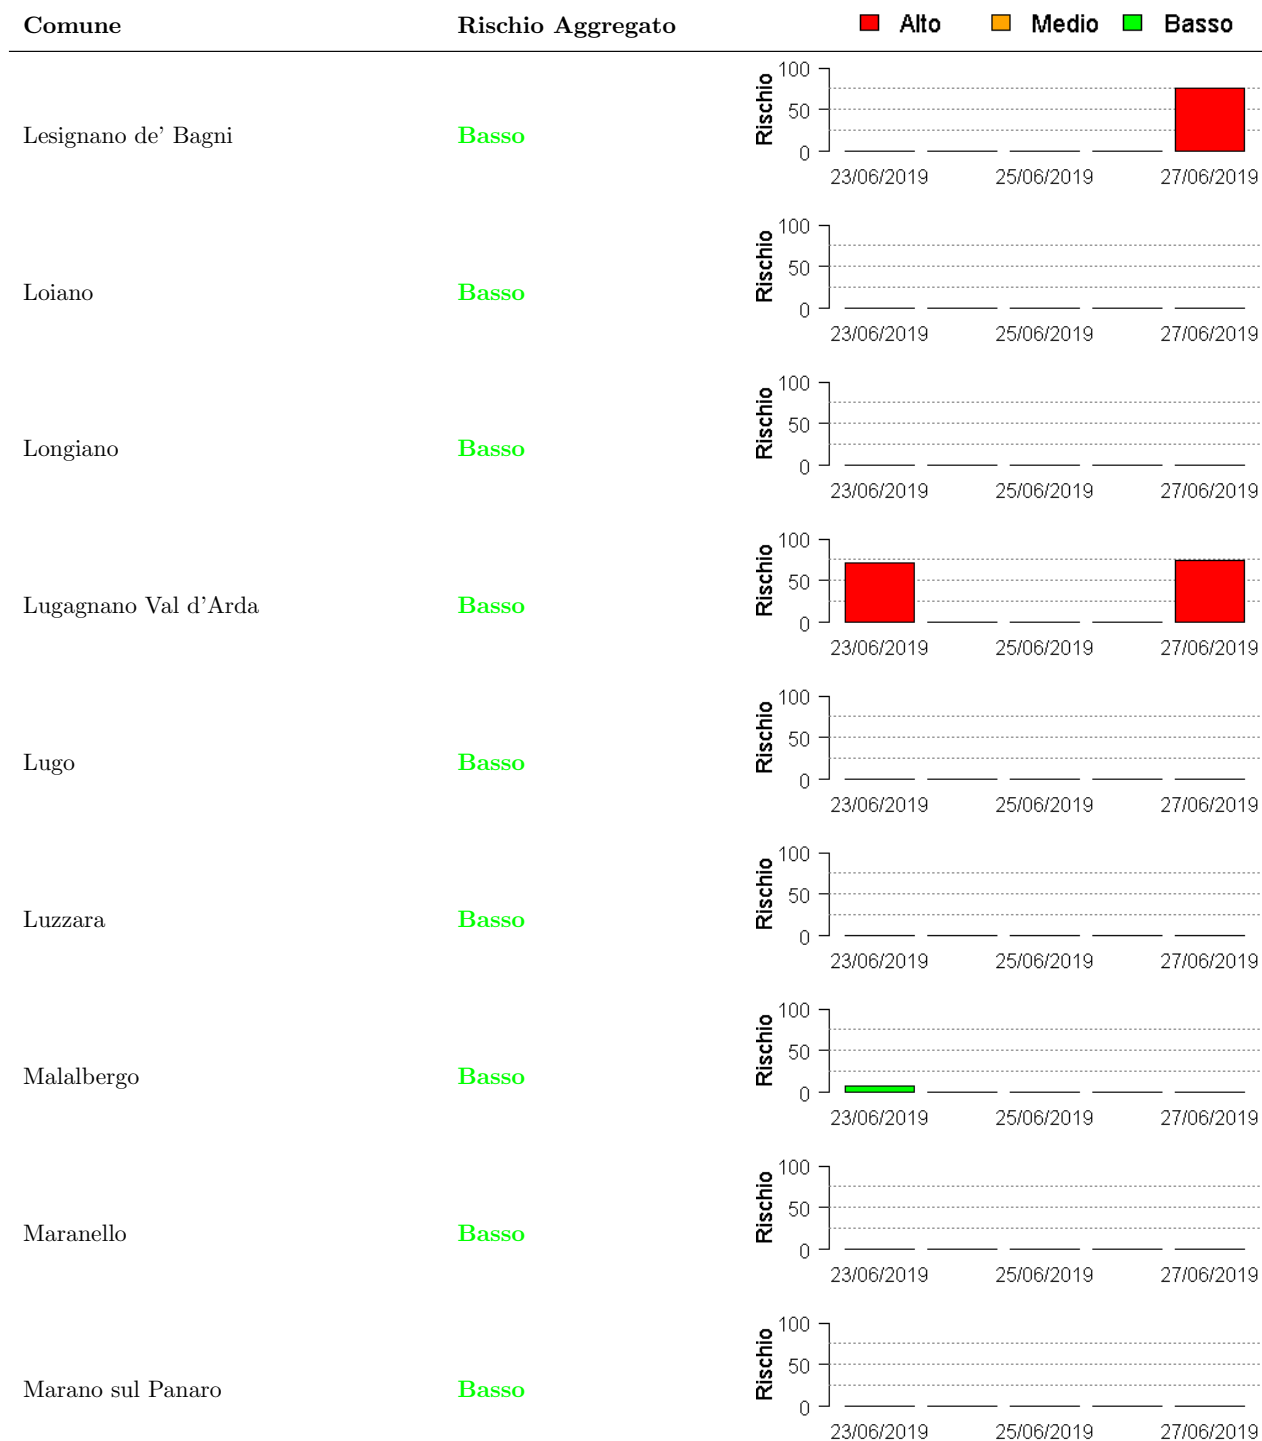 Comune Rischio Aggregato Alto Medio Basso
Rischio
100
50
0
Lesignano de' Bagni Basso
23/06/2019 25/06/2019 27/06/2019
Rischio
100
50
0
Loiano Basso
23/06/2019 25/06/2019 27/06/2019
Rischio
100
50
0
Longiano Basso
23/06/2019 25/06/2019 27/06/2019
Rischio
100
50
0
Lugagnano Val d'Arda Basso
23/06/2019 25/06/2019 27/06/2019
Rischio
100
50
0
Lugo Basso
23/06/2019 25/06/2019 27/06/2019
Rischio
100
50
0
Luzzara Basso
23/06/2019 25/06/2019 27/06/2019
Rischio
100
50
0
Malalbergo Basso
23/06/2019 25/06/2019 27/06/2019
Rischio
100
50
0
Maranello Basso
23/06/2019 25/06/2019 27/06/2019
Rischio
100
50
0
Marano sul Panaro Basso
23/06/2019 25/06/2019 27/06/2019